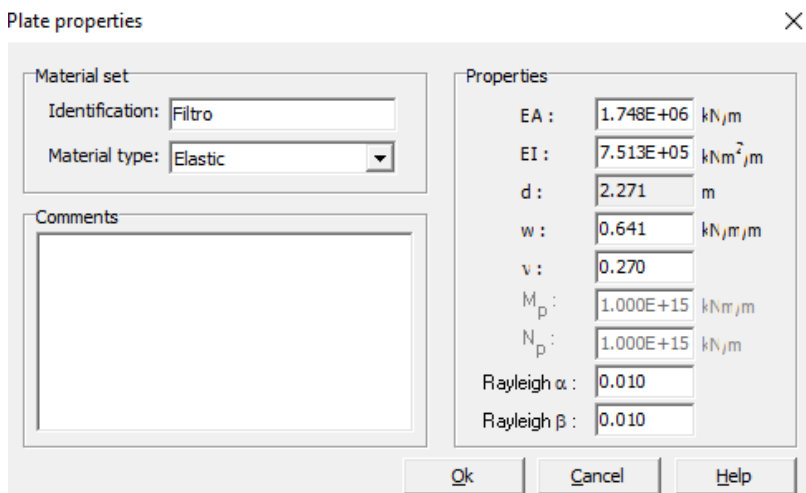 Plate properties
Material set
Identification: Filtro
Material type: Elastic
Comments
Properties
EA : 1.748E+06 kN/m
EI : 7.513E+05 kNm²/m
d : 2.271 m
w : 0.641 kN/m/m
ν : 0.270
Mp : 1.000E+15 kNm/m
Np : 1.000E+15 kN/m
Rayleigh α : 0.010
Rayleigh β : 0.010
Ok Cancel Help